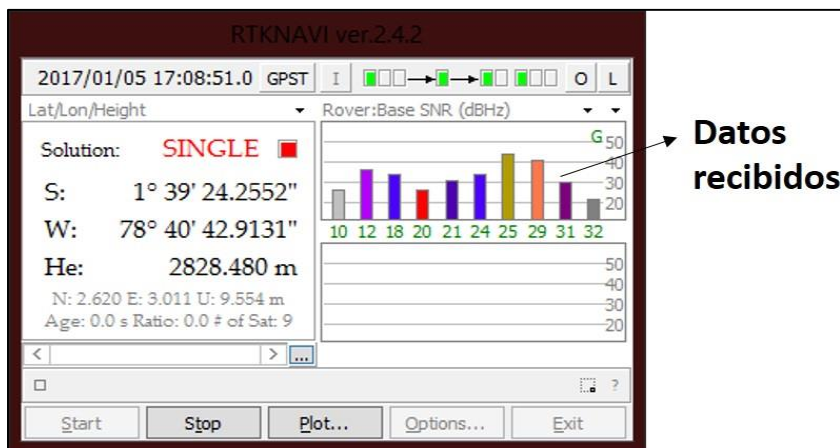 RTKNAVI ver.2.4.2
2017/01/05 17:08:51.0 GPST I O L
Lat/Lon/Height
Rover:Base SNR (dBHz)
Solution: SINGLE
S: 1° 39' 24.2552"
W: 78° 40' 42.9131"
He: 2828.480 m
N: 2.620 E: 3.011 U: 9.554 m
Age: 0.0 s Ratio: 0.0 # of Sat: 9
G 50
40
30
20
10 12 18 20 21 24 25 29 31 32
50
40
30
20
< > ...
?
Start Stop Plot... Options... Exit
Datos
recibidos